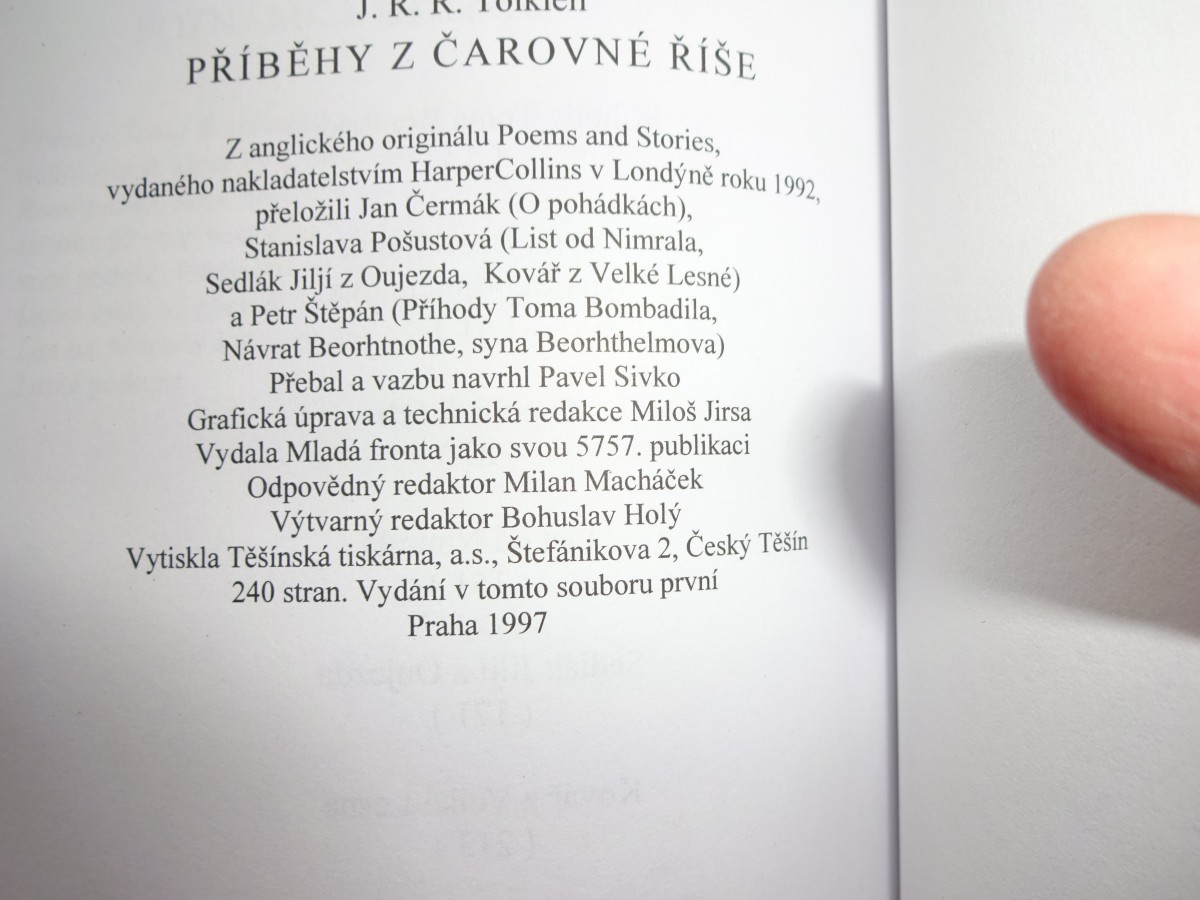 J. R. R. Tolkien
PŘÍBĚHY Z ČAROVNÉ ŘÍŠE
Z anglického originálu Poems and Stories,
vydaného nakladatelstvím HarperCollins v Londýně roku 1992,
přeložili Jan Čermák (O pohádkách),
Stanislava Pošustová (List od Nimrala,
Sedlák Jiljí z Oujezda, Kovář z Velké Lesné)
a Petr Štěpán (Příhody Toma Bombadila,
Návrat Beorhtnothe, syna Beorhthelmova)
Přebal a vazbu navrhl Pavel Sivko
Grafická úprava a technická redakce Miloš Jirsa
Vydala Mladá fronta jako svou 5757. publikaci
Odpovědný redaktor Milan Macháček
Výtvarný redaktor Bohuslav Holý
Vytiskla Těšínská tiskárna, a.s., Štefánikova 2, Český Těšín
240 stran. Vydání v tomto souboru první
Praha 1997